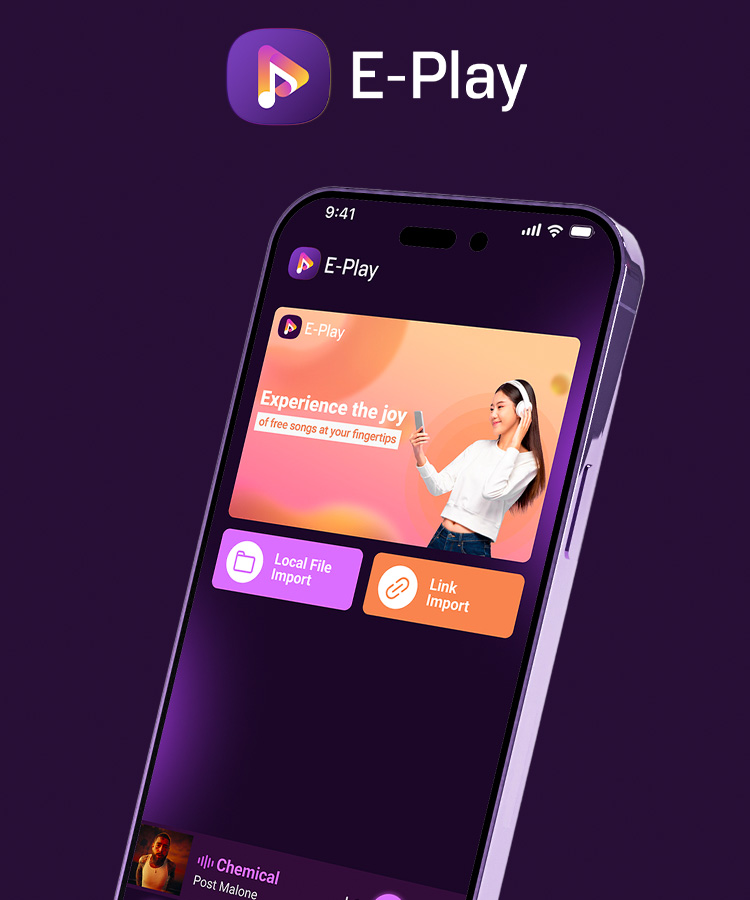 E-Play
9:41
E-Play
E-Play
Experience the joy
of free songs at your fingertips
Local File
Import
Link
Import
Chemical
Post Malone